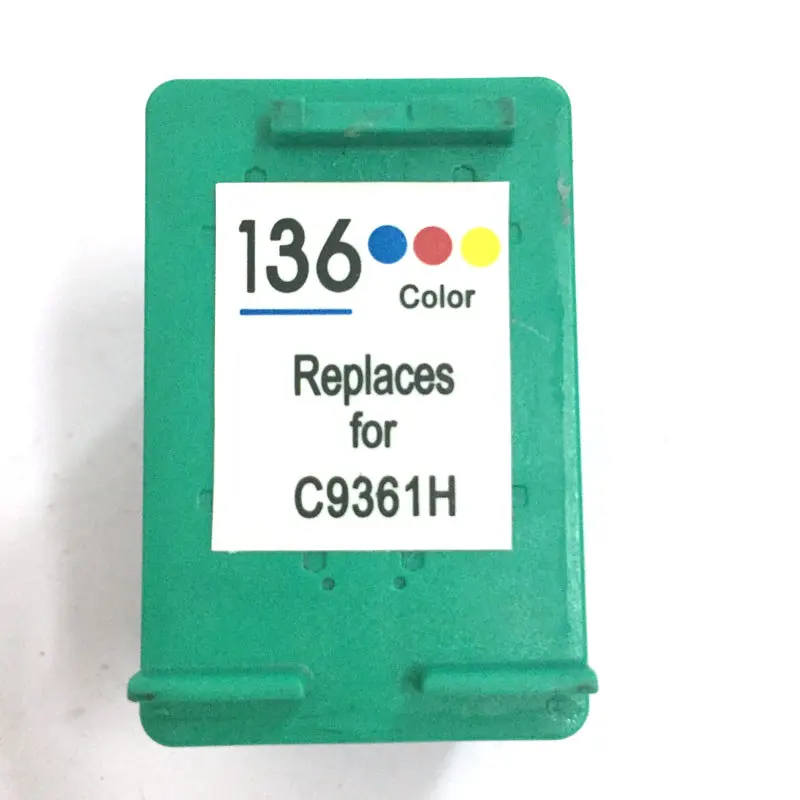 136
Color
Replaces
for
C9361H